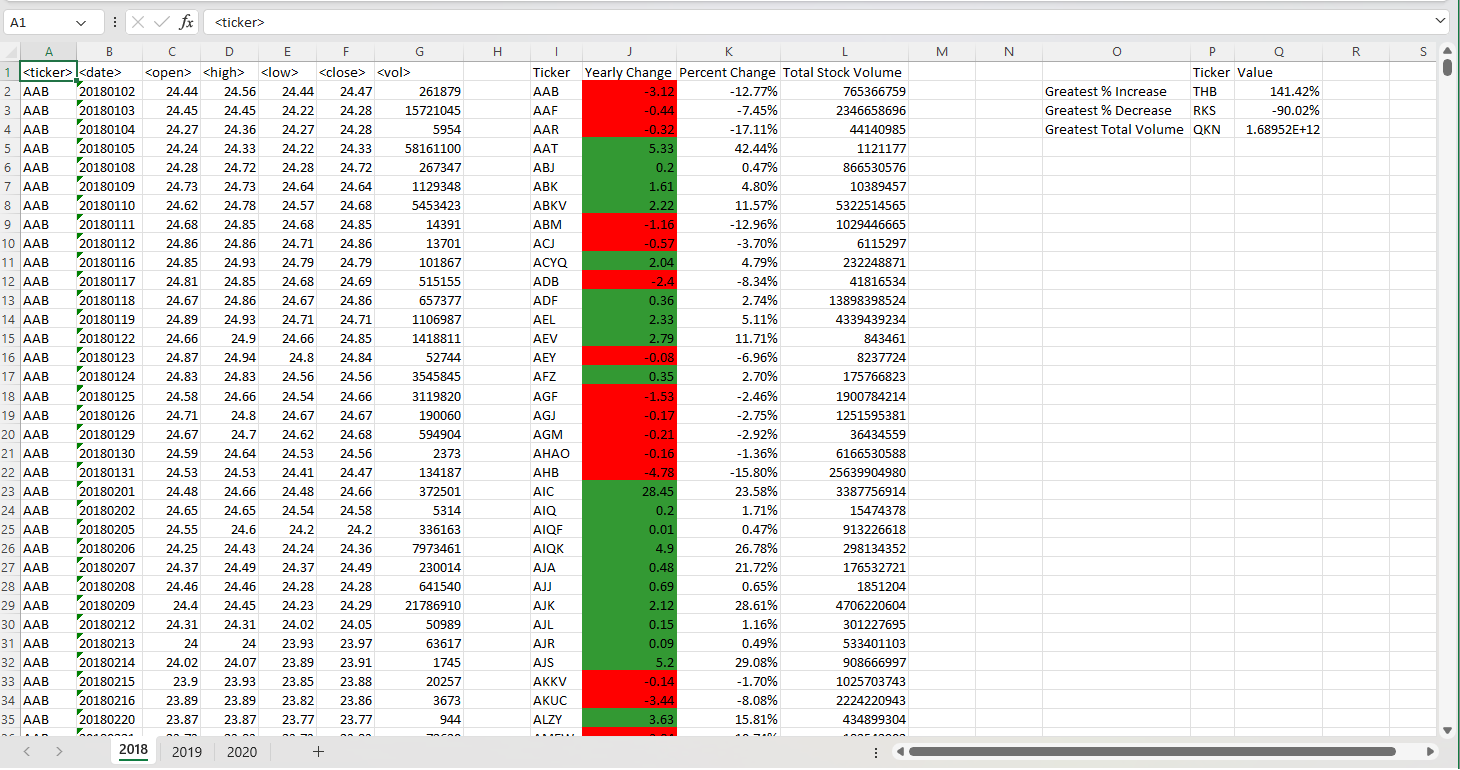 A1 fx <ticker>
A B C D E F G H I J K L M N O P Q R S
1 <ticker> <date> <open> <high> <low> <close> <vol> Ticker Yearly Change Percent Change Total Stock Volume Ticker Value
2 AAB 20180102 24.44 24.56 24.44 24.47 261879 AAB -3.12 -12.77% 765366759 Greatest % Increase THB 141.42%
3 AAB 20180103 24.45 24.45 24.22 24.28 15721045 AAF -0.44 -7.45% 2346658696 Greatest % Decrease RKS -90.02%
4 AAB 20180104 24.27 24.36 24.27 24.28 5954 AAR -0.32 -17.11% 44140985 Greatest Total Volume QKN 1.68952E+12
5 AAB 20180105 24.24 24.33 24.22 24.33 58161100 AAT 5.33 42.44% 1121177
6 AAB 20180108 24.28 24.72 24.28 24.72 267347 ABJ 0.2 0.47% 866530576
7 AAB 20180109 24.73 24.73 24.64 24.64 1129348 ABK 1.61 4.80% 10389457
8 AAB 20180110 24.62 24.78 24.57 24.68 5453423 ABKV 2.22 11.57% 5322514565
9 AAB 20180111 24.68 24.85 24.68 24.85 14391 ABM -1.16 -12.96% 1029446665
10 AAB 20180112 24.86 24.86 24.71 24.86 13701 ACJ -0.57 -3.70% 6115297
11 AAB 20180116 24.85 24.93 24.79 24.79 101867 ACYQ 2.04 4.79% 232248871
12 AAB 20180117 24.81 24.85 24.68 24.69 515155 ADB -2.4 -8.34% 41816534
13 AAB 20180118 24.67 24.86 24.67 24.86 657377 ADF 0.36 2.74% 13898398524
14 AAB 20180119 24.89 24.93 24.71 24.71 1106987 AEL 2.33 5.11% 4339439234
15 AAB 20180122 24.66 24.9 24.66 24.85 1418811 AEV 2.79 11.71% 843461
16 AAB 20180123 24.87 24.94 24.8 24.84 52744 AEY -0.08 -6.96% 8237724
17 AAB 20180124 24.83 24.83 24.56 24.56 3545845 AFZ 0.35 2.70% 175766823
18 AAB 20180125 24.58 24.66 24.54 24.66 3119820 AGF -1.53 -2.46% 1900784214
19 AAB 20180126 24.71 24.8 24.67 24.67 190060 AGJ -0.17 -2.75% 1251595381
20 AAB 20180129 24.67 24.7 24.62 24.68 594904 AGM -0.21 -2.92% 36434559
21 AAB 20180130 24.59 24.64 24.53 24.56 2373 AHAO -0.16 -1.36% 6166530588
22 AAB 20180131 24.53 24.53 24.41 24.47 134187 AHB -4.78 -15.80% 25639904980
23 AAB 20180201 24.48 24.66 24.48 24.66 372501 AIC 28.45 23.58% 3387756914
24 AAB 20180202 24.65 24.65 24.54 24.58 5314 AIQ 0.2 1.71% 15474378
25 AAB 20180205 24.55 24.6 24.2 24.2 336163 AIQF 0.01 0.47% 913226618
26 AAB 20180206 24.25 24.43 24.24 24.36 7973461 AIQK 4.9 26.78% 298134352
27 AAB 20180207 24.37 24.49 24.37 24.49 230014 AJA 0.48 21.72% 176532721
28 AAB 20180208 24.46 24.46 24.28 24.28 641540 AJJ 0.69 0.65% 1851204
29 AAB 20180209 24.4 24.45 24.23 24.29 21786910 AJK 2.12 28.61% 4706220604
30 AAB 20180212 24.31 24.31 24.02 24.05 50989 AJL 0.15 1.16% 301227695
31 AAB 20180213 24 24 23.93 23.97 63617 AJR 0.09 0.49% 533401103
32 AAB 20180214 24.02 24.07 23.89 23.91 1745 AJS 5.2 29.08% 908666997
33 AAB 20180215 23.9 23.93 23.85 23.88 20257 AKKV -0.14 -1.70% 1025703743
34 AAB 20180216 23.89 23.89 23.82 23.86 3673 AKUC -3.44 -8.08% 2224220943
35 AAB 20180220 23.87 23.87 23.77 23.77 944 ALZY 3.63 15.81% 434899304
2018 2019 2020 +